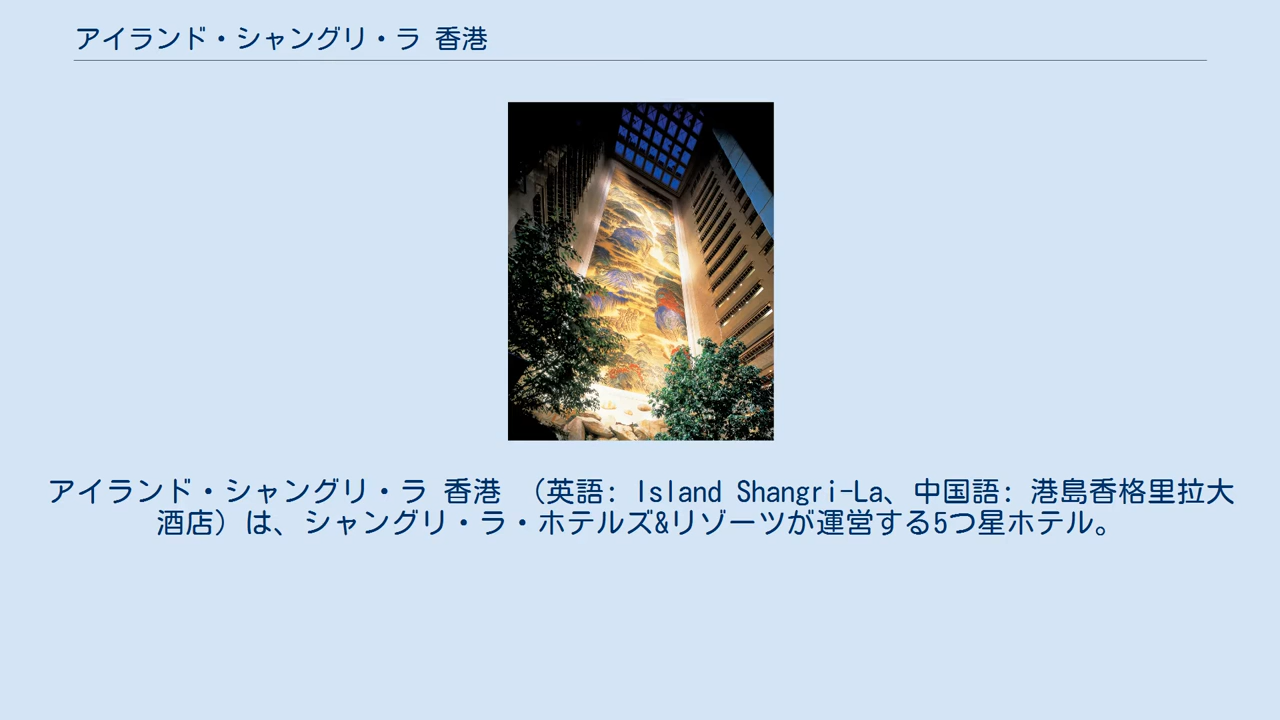 アイランド・シャングリ・ラ 香港
アイランド・シャングリ・ラ 香港 （英語: Island Shangri-La、中国語: 港島香格里拉大
酒店）は、シャングリ・ラ・ホテルズ&リゾーツが運営する5つ星ホテル。